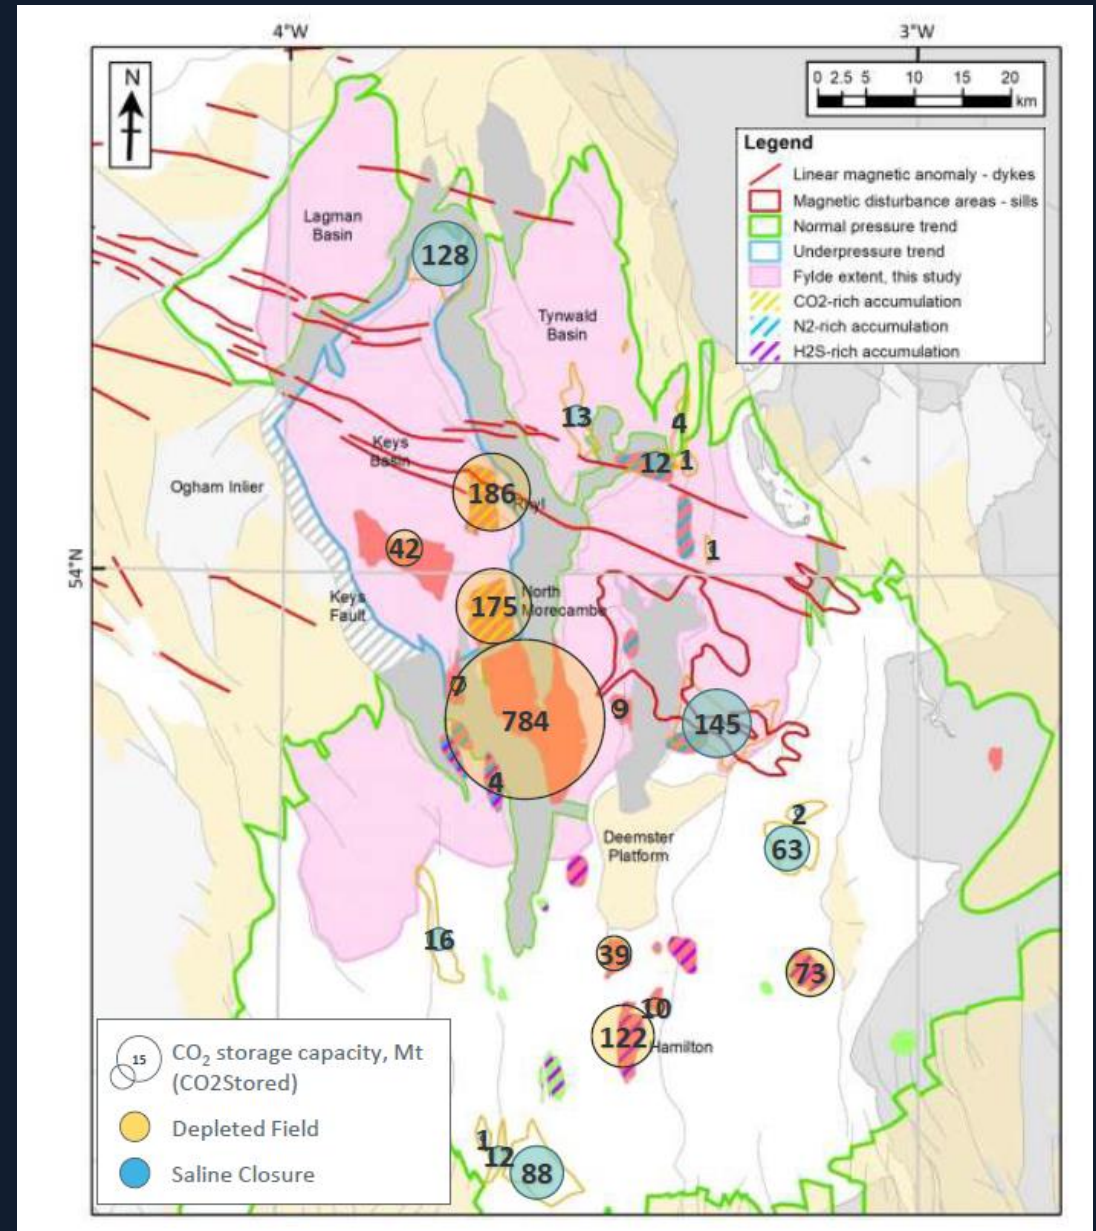 4°W
3°W
N
0 2.5 5 10 15 20
km
Legend
Linear magnetic anomaly - dykes
Magnetic disturbance areas - sills
Normal pressure trend
Underpressure trend
Fylde extent, this study
CO2-rich accumulation
N2-rich accumulation
H2S-rich accumulation
Lagman
Basin
128
Tynwald
Basin
13
4
Keys
Basin
12
1
Ogham Inlier
186
Rhyl
42
1
54°N
Keys
Fault
175
North
Morecambe
7
784
9
145
4
2
Deemster
Platform
63
16
39
73
10
122
Hamilton
15
CO₂ storage capacity, Mt
(CO2Stored)
Depleted Field
Saline Closure
1
12
88